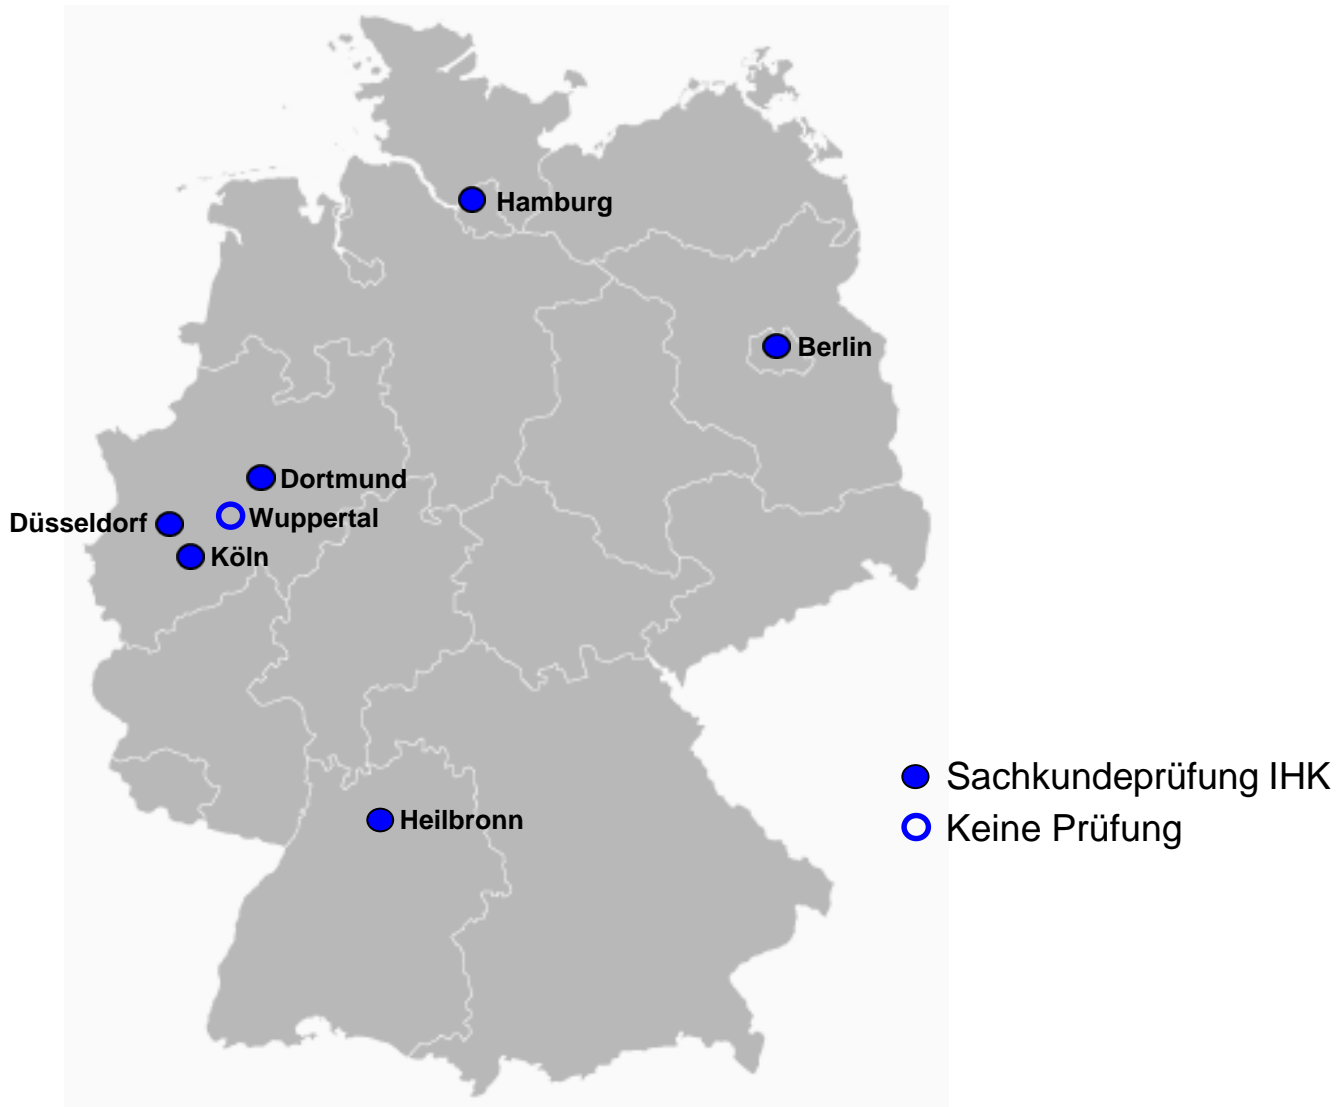 Hamburg
Berlin
Dortmund
Wuppertal
Düsseldorf
Köln
Sachkundeprüfung IHK
Keine Prüfung
Heilbronn